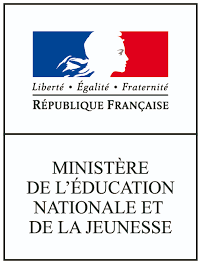 Liberté • Égalité • Fraternité
RÉPUBLIQUE FRANÇAISE
MINISTÈRE
DE L'ÉDUCATION
NATIONALE ET
DE LA JEUNESSE